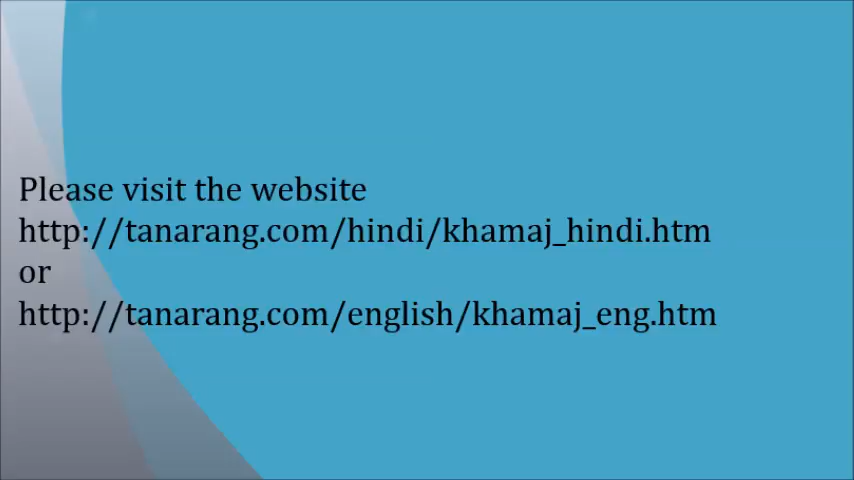 Please visit the website
http://tanarang.com/hindi/khamaj_hindi.htm
or
http://tanarang.com/english/khamaj_eng.htm